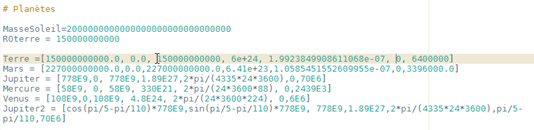 # Planètes
MasseSoleil=2000000000000000000000000000000
ROterre = 150000000000
Terre =[150000000000.0, 0.0, 150000000000, 6e+24, 1.9923849908611068e-07, 0, 6400000]
Mars = [227000000000.0,0.0,227000000000.0,6.41e+23,1.0585451552609955e-07,0,3396000.0]
Jupiter = [778E9,0, 778E9,1.89E27,2*pi/(4335*24*3600),0,70E6]
Mercure = [58E9, 0, 58E9, 330E21, 2*pi/(24*3600*88), 0,2439E3]
Venus = [108E9,0,108E9, 4.8E24, 2*pi/(24*3600*224), 0,6E6]
Jupiter2 = [cos(pi/5-pi/110)*778E9,sin(pi/5-pi/110)*778E9, 778E9,1.89E27,2*pi/(4335*24*3600),pi/5-
pi/110,70E6]